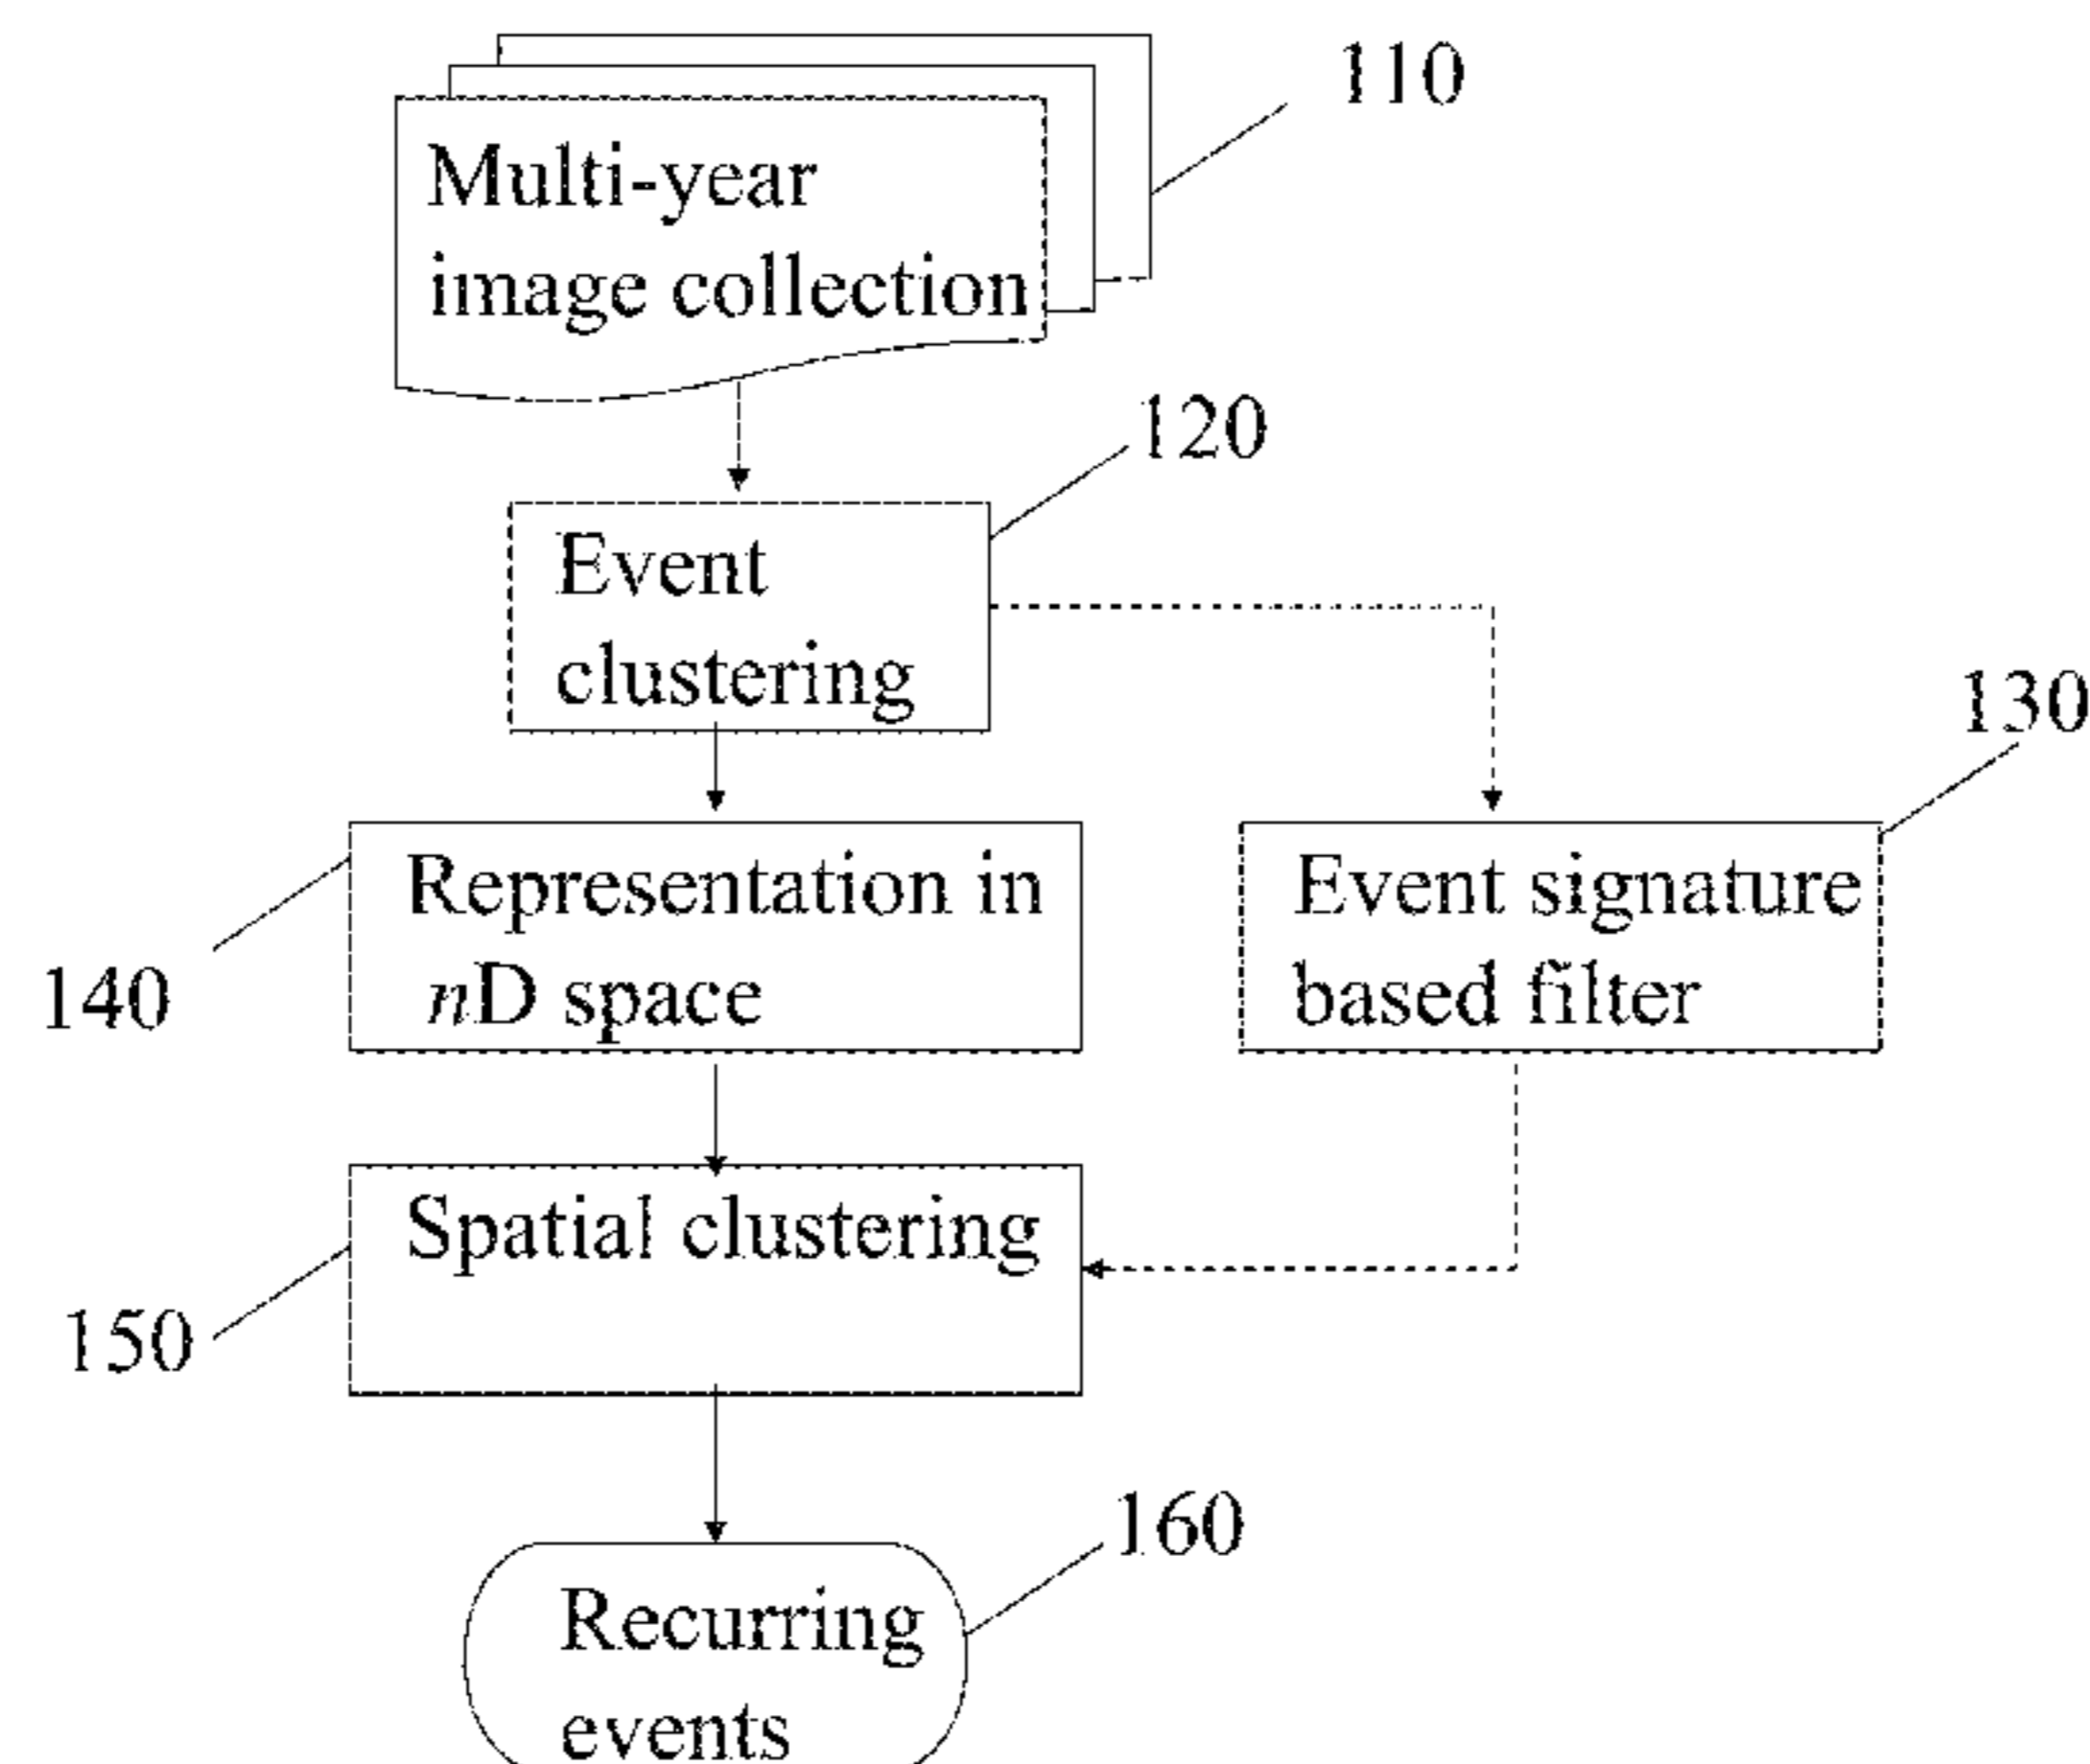 110
Multi-year
image collection
120
Event
clustering
130
Representation in
nD space
140
Event signature
based filter
Spatial clustering
150
160
Recurring
events